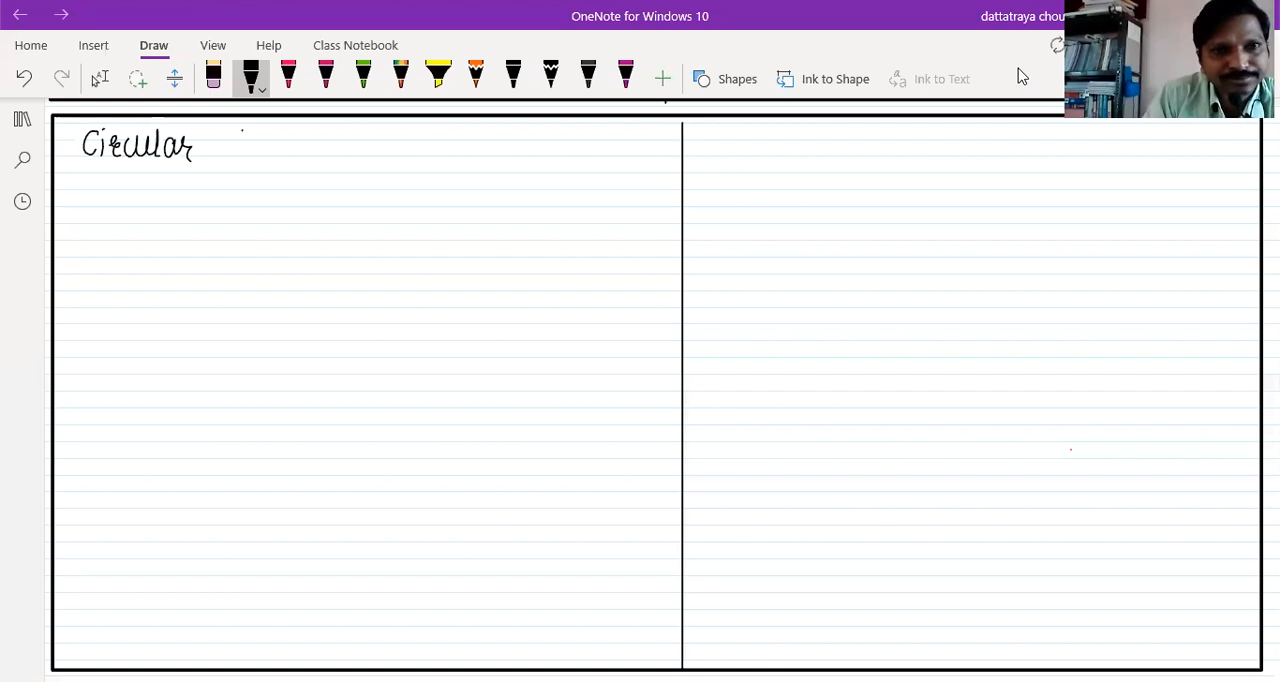 OneNote for Windows 10
dattatraya chou
Home Insert Draw View Help Class Notebook
Shapes Ink to Shape Ink to Text
Circular